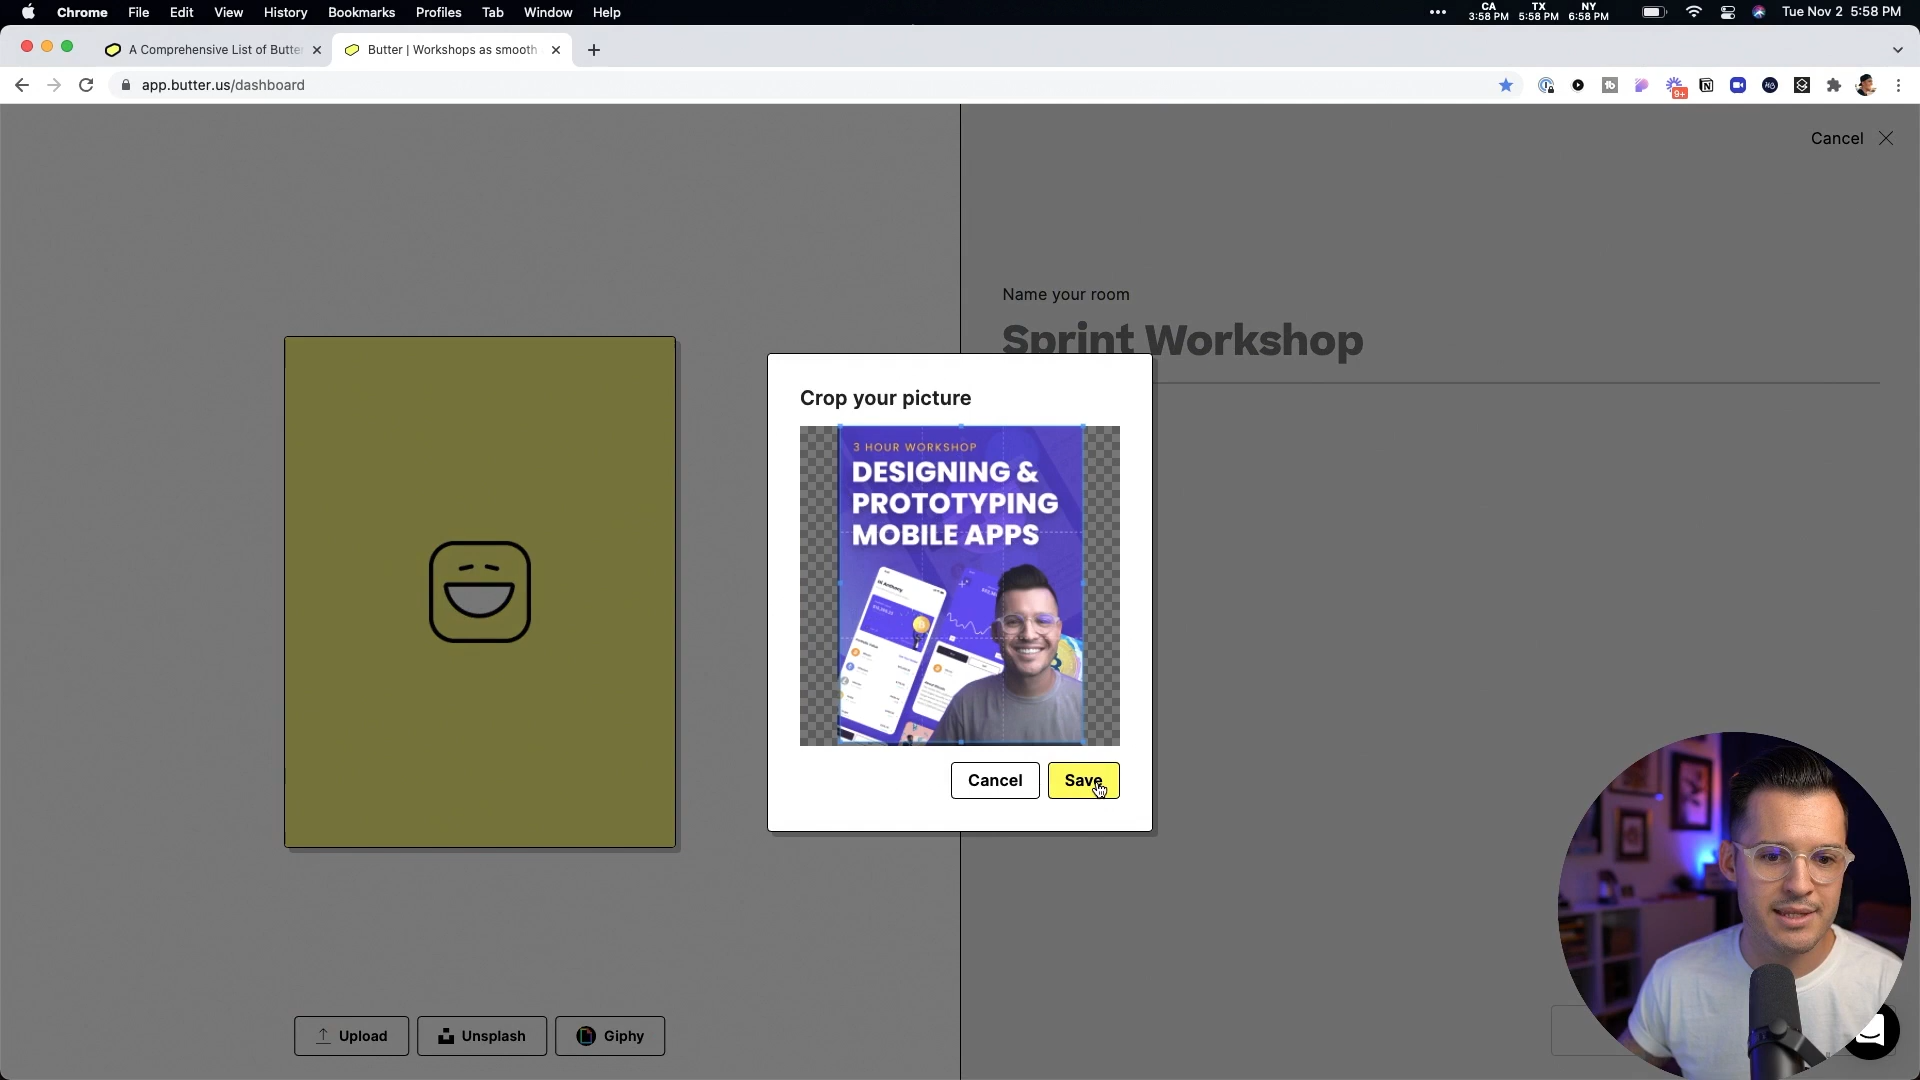 Chrome File Edit View History Bookmarks Profiles Tab Window Help
CA TX NY
3:58 PM 5:58 PM 6:58 PM
Tue Nov 2 5:58 PM
A Comprehensive List of Butter
Butter | Workshops as smooth
app.butter.us/dashboard
9+
Cancel
Name your room
Sprint Workshop
Crop your picture
3 HOUR WORKSHOP
DESIGNING &
PROTOTYPING
MOBILE APPS
Hi Anthony
Cancel Save
Upload Unsplash Giphy